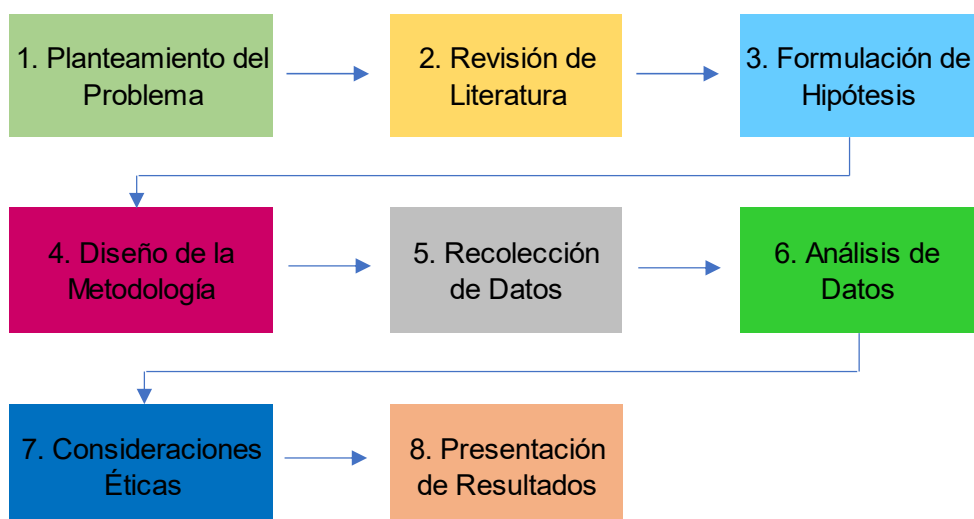 1. Planteamiento del
Problema
2. Revisión de
Literatura
3. Formulación de
Hipótesis
4. Diseño de la
Metodología
5. Recolección
de Datos
6. Análisis de
Datos
7. Consideraciones
Éticas
8. Presentación
de Resultados